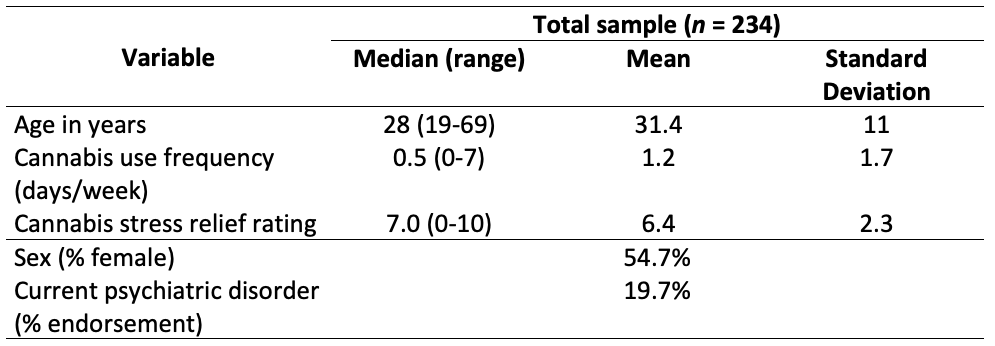 Total sample (n = 234)
Variable Median (range) Mean Standard
Deviation
Age in years 28 (19-69) 31.4 11
Cannabis use frequency 0.5 (0-7) 1.2 1.7
(days/week)
Cannabis stress relief rating 7.0 (0-10) 6.4 2.3
Sex (% female) 54.7%
Current psychiatric disorder 19.7%
(% endorsement)